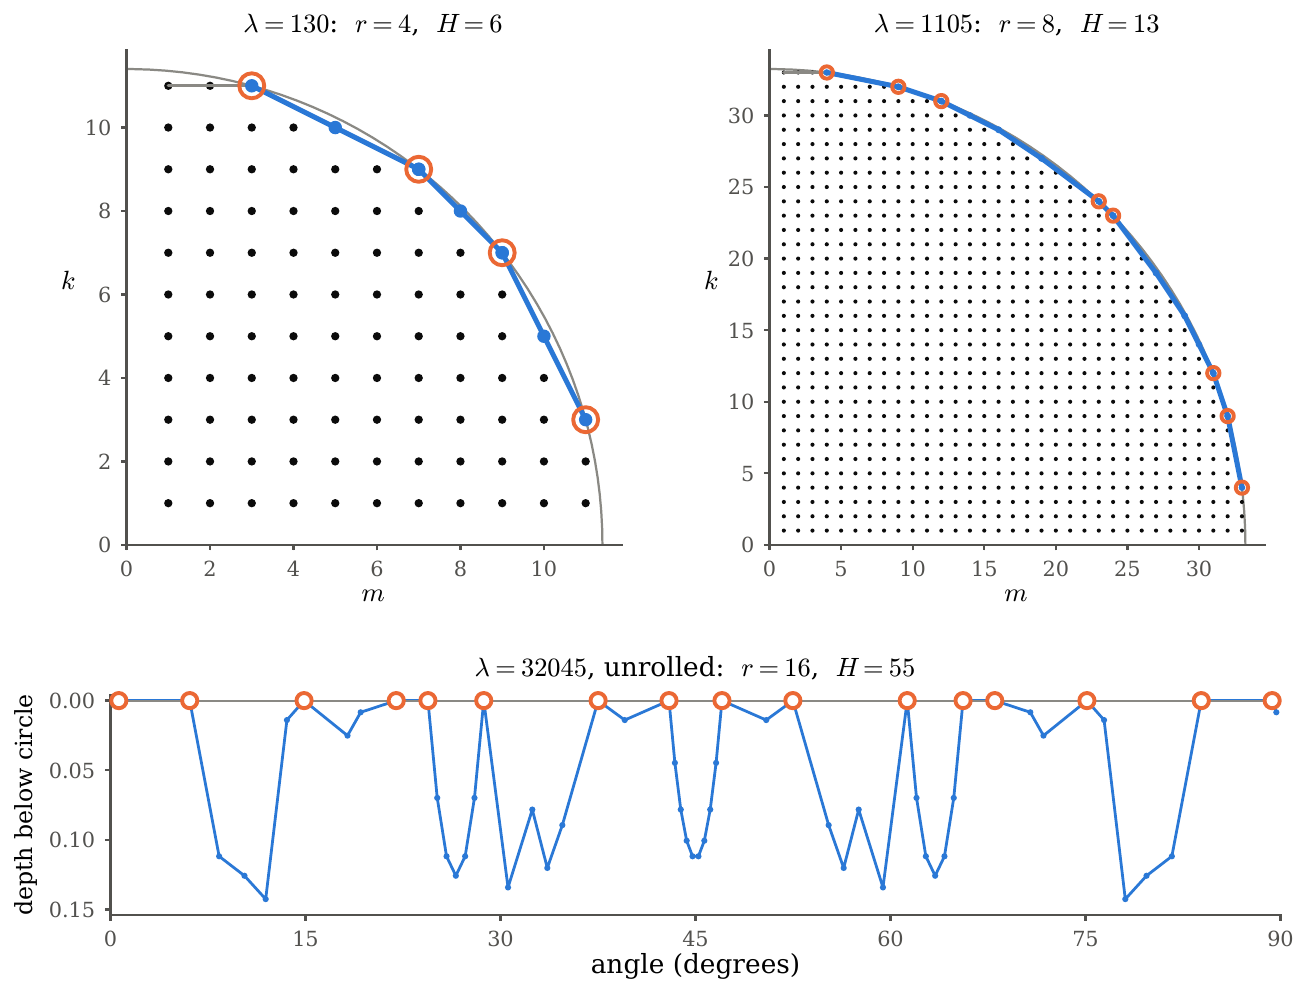 λ = 130: r = 4, H = 6
10
8
6
4
2
0
k
0 2 4 6 8 10
m
λ = 1105: r = 8, H = 13
30
25
20
15
10
5
0
k
0 5 10 15 20 25 30
m
λ = 32045, unrolled: r = 16, H = 55
0.00
0.05
0.10
0.15
depth below circle
0 15 30 45 60 75 90
angle (degrees)